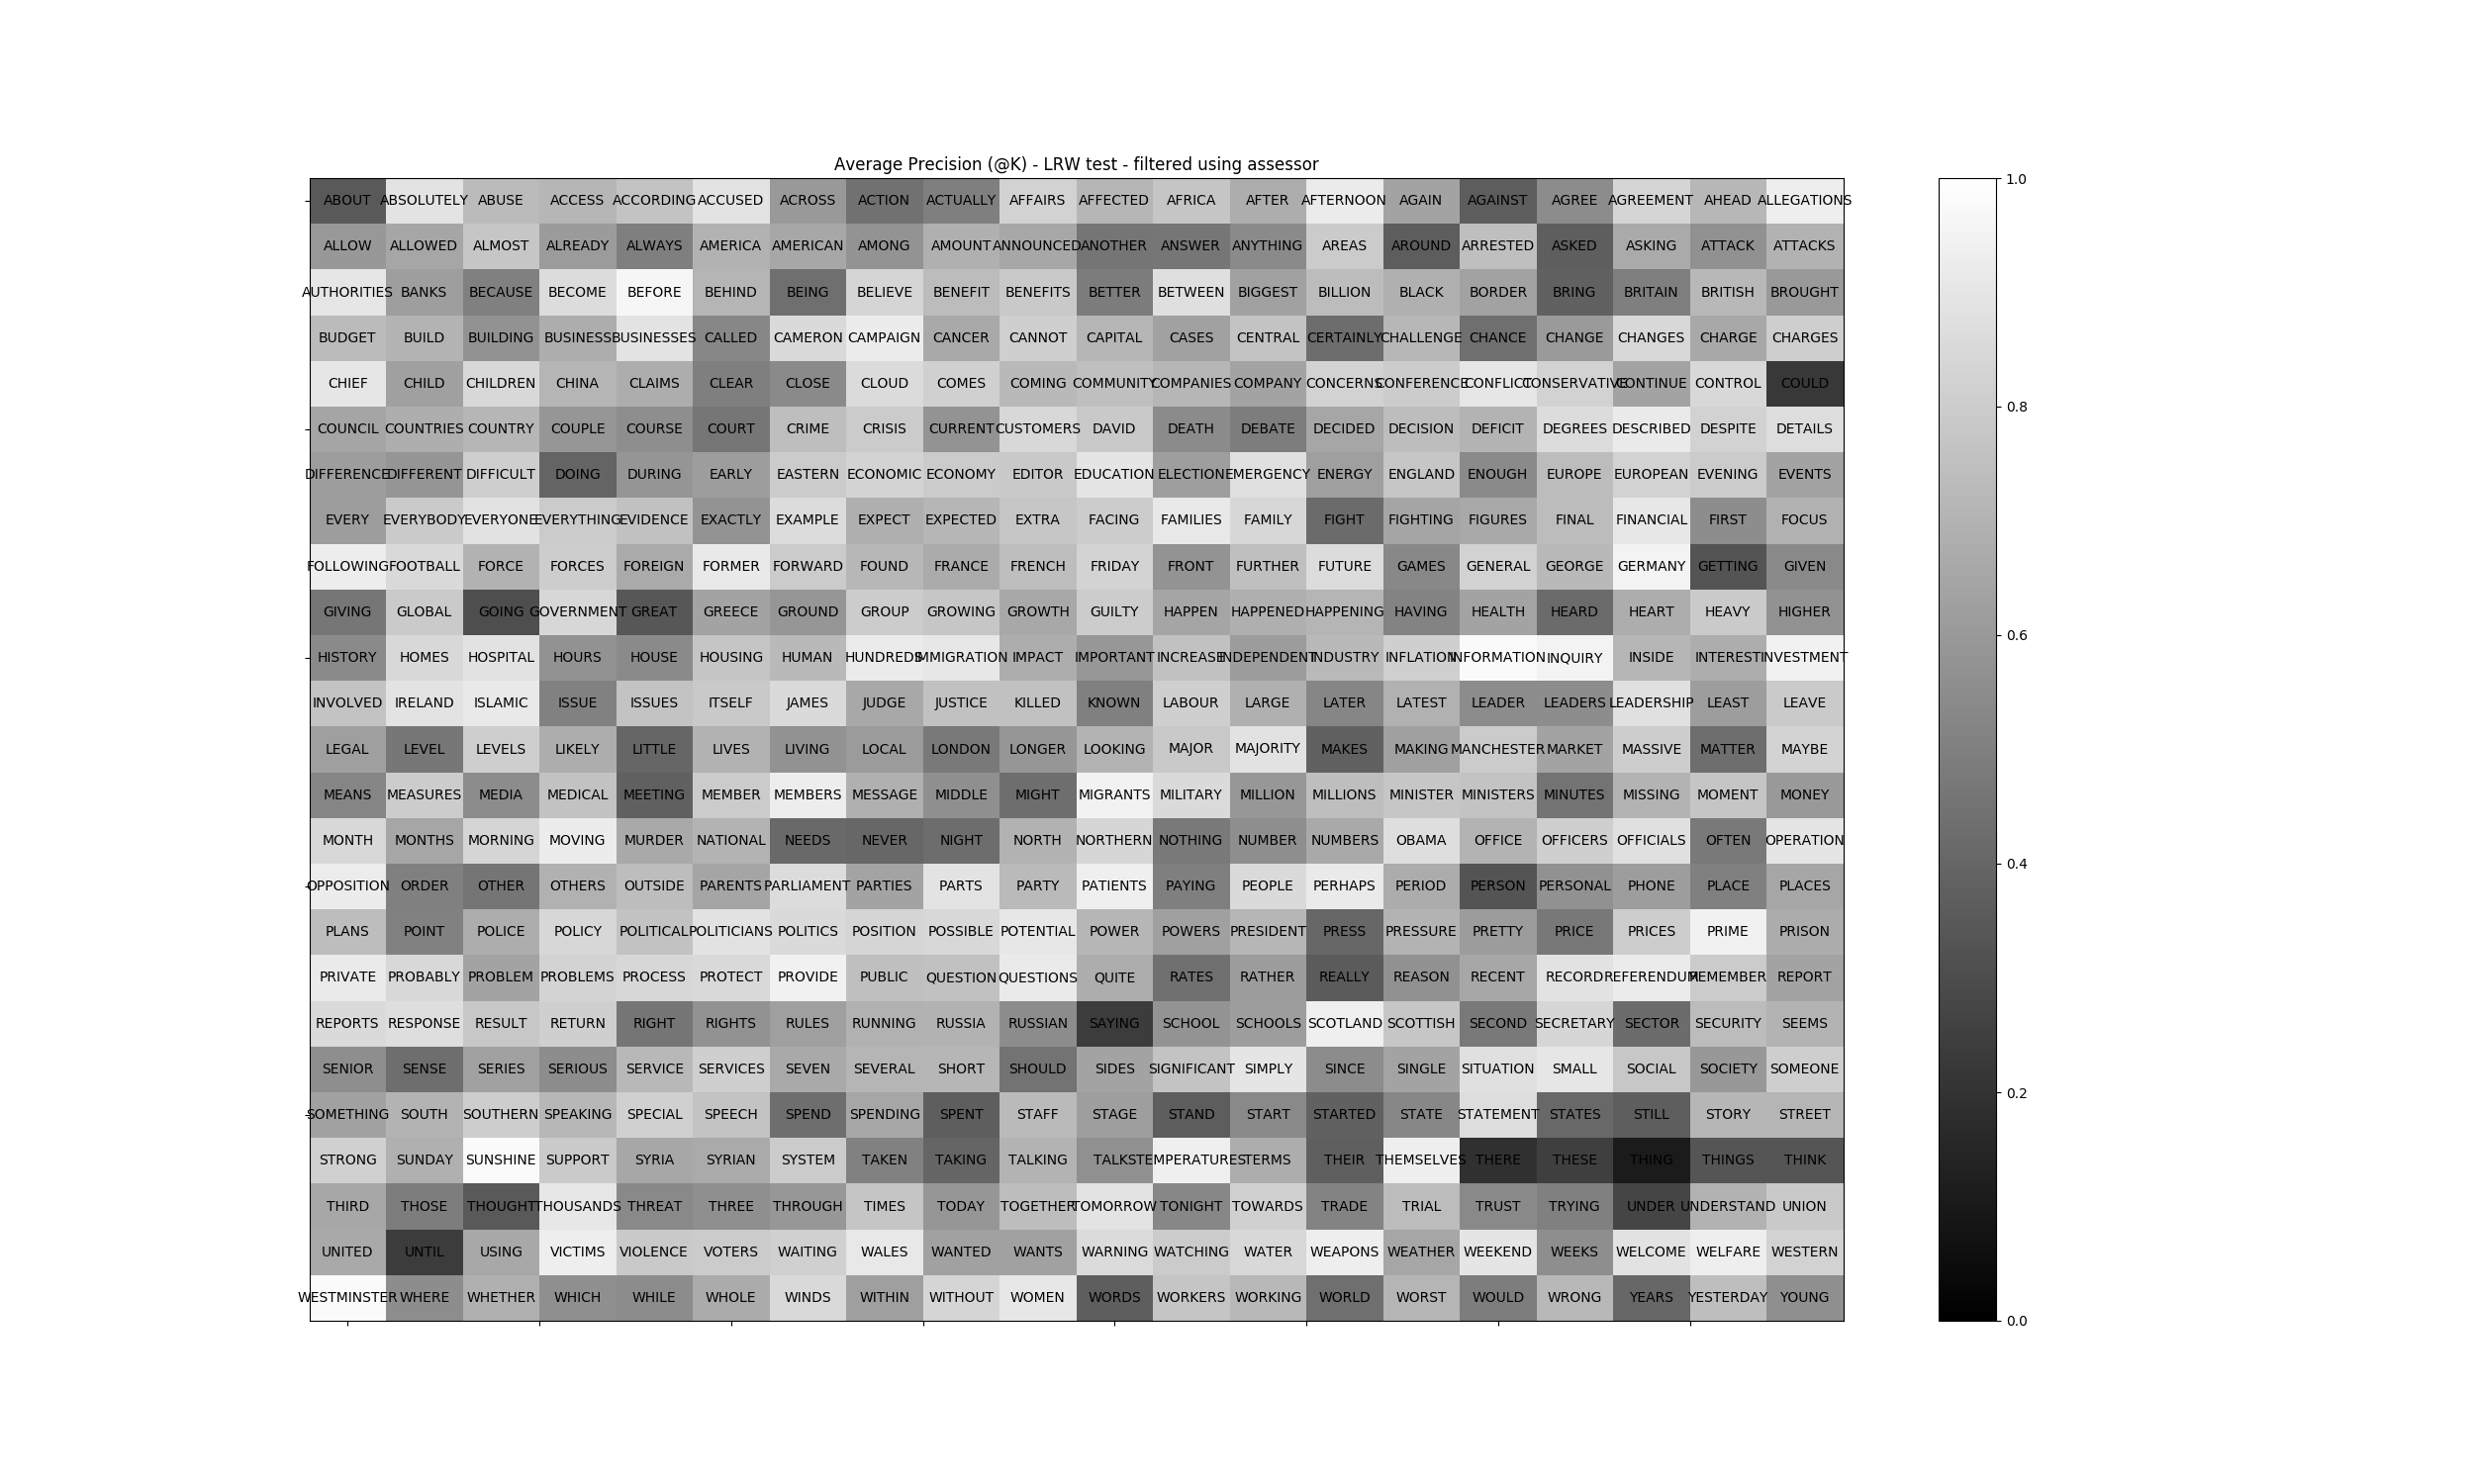 Average Precision (@K) - LRW test - filtered using assessor
ABOUT ABSOLUTELY ABUSE ACCESS ACCORDING ACCUSED ACROSS ACTION ACTUALLY AFFAIRS AFFECTED AFRICA AFTER AFTERNOON AGAIN AGAINST AGREE AGREEMENT AHEAD ALLEGATIONS
ALLOW ALLOWED ALMOST ALREADY ALWAYS AMERICA AMERICAN AMONG AMOUNT ANNOUNCED ANOTHER ANSWER ANYTHING AREAS AROUND ARRESTED ASKED ASKING ATTACK ATTACKS
AUTHORITIES BANKS BECAUSE BECOME BEFORE BEHIND BEING BELIEVE BENEFIT BENEFITS BETTER BETWEEN BIGGEST BILLION BLACK BORDER BRING BRITAIN BRITISH BROUGHT
BUDGET BUILD BUILDING BUSINESS BUSINESSES CALLED CAMERON CAMPAIGN CANCER CANNOT CAPITAL CASES CENTRAL CERTAINLY CHALLENGE CHANCE CHANGE CHANGES CHARGE CHARGES
CHIEF CHILD CHILDREN CHINA CLAIMS CLEAR CLOSE CLOUD COMES COMING COMMUNITY COMPANIES COMPANY CONCERNS CONFERENCE CONFLICT CONSERVATIVE CONTINUE CONTROL COULD
COUNCIL COUNTRIES COUNTRY COUPLE COURSE COURT CRIME CRISIS CURRENT CUSTOMERS DAVID DEATH DEBATE DECIDED DECISION DEFICIT DEGREES DESCRIBED DESPITE DETAILS
DIFFERENCE DIFFERENT DIFFICULT DOING DURING EARLY EASTERN ECONOMIC ECONOMY EDITOR EDUCATION ELECTION EMERGENCY ENERGY ENGLAND ENOUGH EUROPE EUROPEAN EVENING EVENTS
EVERY EVERYBODY EVERYONE EVERYTHING EVIDENCE EXACTLY EXAMPLE EXPECT EXPECTED EXTRA FACING FAMILIES FAMILY FIGHT FIGHTING FIGURES FINAL FINANCIAL FIRST FOCUS
FOLLOWING FOOTBALL FORCE FORCES FOREIGN FORMER FORWARD FOUND FRANCE FRENCH FRIDAY FRONT FURTHER FUTURE GAMES GENERAL GEORGE GERMANY GETTING GIVEN
GIVING GLOBAL GOING GOVERNMENT GREAT GREECE GROUND GROUP GROWING GROWTH GUILTY HAPPEN HAPPENED HAPPENING HAVING HEALTH HEARD HEART HEAVY HIGHER
HISTORY HOMES HOSPITAL HOURS HOUSE HOUSING HUMAN HUNDREDS IMMIGRATION IMPACT IMPORTANT INCREASE INDEPENDENT INDUSTRY INFLATION INFORMATION INQUIRY INSIDE INTEREST INVESTMENT
INVOLVED IRELAND ISLAMIC ISSUE ISSUES ITSELF JAMES JUDGE JUSTICE KILLED KNOWN LABOUR LARGE LATER LATEST LEADER LEADERS LEADERSHIP LEAST LEAVE
LEGAL LEVEL LEVELS LIKELY LITTLE LIVES LIVING LOCAL LONDON LONGER LOOKING MAJOR MAJORITY MAKES MAKING MANCHESTER MARKET MASSIVE MATTER MAYBE
MEANS MEASURES MEDIA MEDICAL MEETING MEMBER MEMBERS MESSAGE MIDDLE MIGHT MIGRANTS MILITARY MILLION MILLIONS MINISTER MINISTERS MINUTES MISSING MOMENT MONEY
MONTH MONTHS MORNING MOVING MURDER NATIONAL NEEDS NEVER NIGHT NORTH NORTHERN NOTHING NUMBER NUMBERS OBAMA OFFICE OFFICERS OFFICIALS OFTEN OPERATION
OPPOSITION ORDER OTHER OTHERS OUTSIDE PARENTS PARLIAMENT PARTIES PARTS PARTY PATIENTS PAYING PEOPLE PERHAPS PERIOD PERSON PERSONAL PHONE PLACE PLACES
PLANS POINT POLICE POLICY POLITICAL POLITICIANS POLITICS POSITION POSSIBLE POTENTIAL POWER POWERS PRESIDENT PRESS PRESSURE PRETTY PRICE PRICES PRIME PRISON
PRIVATE PROBABLY PROBLEM PROBLEMS PROCESS PROTECT PROVIDE PUBLIC QUESTION QUESTIONS QUITE RATES RATHER REALLY REASON RECENT RECORD REFERENDUM REMEMBER REPORT
REPORTS RESPONSE RESULT RETURN RIGHT RIGHTS RULES RUNNING RUSSIA RUSSIAN SAYING SCHOOL SCHOOLS SCOTLAND SCOTTISH SECOND SECRETARY SECTOR SECURITY SEEMS
SENIOR SENSE SERIES SERIOUS SERVICE SERVICES SEVEN SEVERAL SHORT SHOULD SIDES SIGNIFICANT SIMPLY SINCE SINGLE SITUATION SMALL SOCIAL SOCIETY SOMEONE
SOMETHING SOUTH SOUTHERN SPEAKING SPECIAL SPEECH SPEND SPENDING SPENT STAFF STAGE STAND START STARTED STATE STATEMENT STATES STILL STORY STREET
STRONG SUNDAY SUNSHINE SUPPORT SYRIA SYRIAN SYSTEM TAKEN TAKING TALKING TALKS TEMPERATURES TERMS THEIR THEMSELVES THERE THESE THING THINGS THINK
THIRD THOSE THOUGHT THOUSANDS THREAT THREE THROUGH TIMES TODAY TOGETHER TOMORROW TONIGHT TOWARDS TRADE TRIAL TRUST TRYING UNDER UNDERSTAND UNION
UNITED UNTIL USING VICTIMS VIOLENCE VOTERS WAITING WALES WANTED WANTS WARNING WATCHING WATER WEAPONS WEATHER WEEKEND WEEKS WELCOME WELFARE WESTERN
WESTMINSTER WHERE WHETHER WHICH WHILE WHOLE WINDS WITHIN WITHOUT WOMEN WORDS WORKERS WORKING WORLD WORST WOULD WRONG YEARS YESTERDAY YOUNG
1.0
0.8
0.6
0.4
0.2
0.0